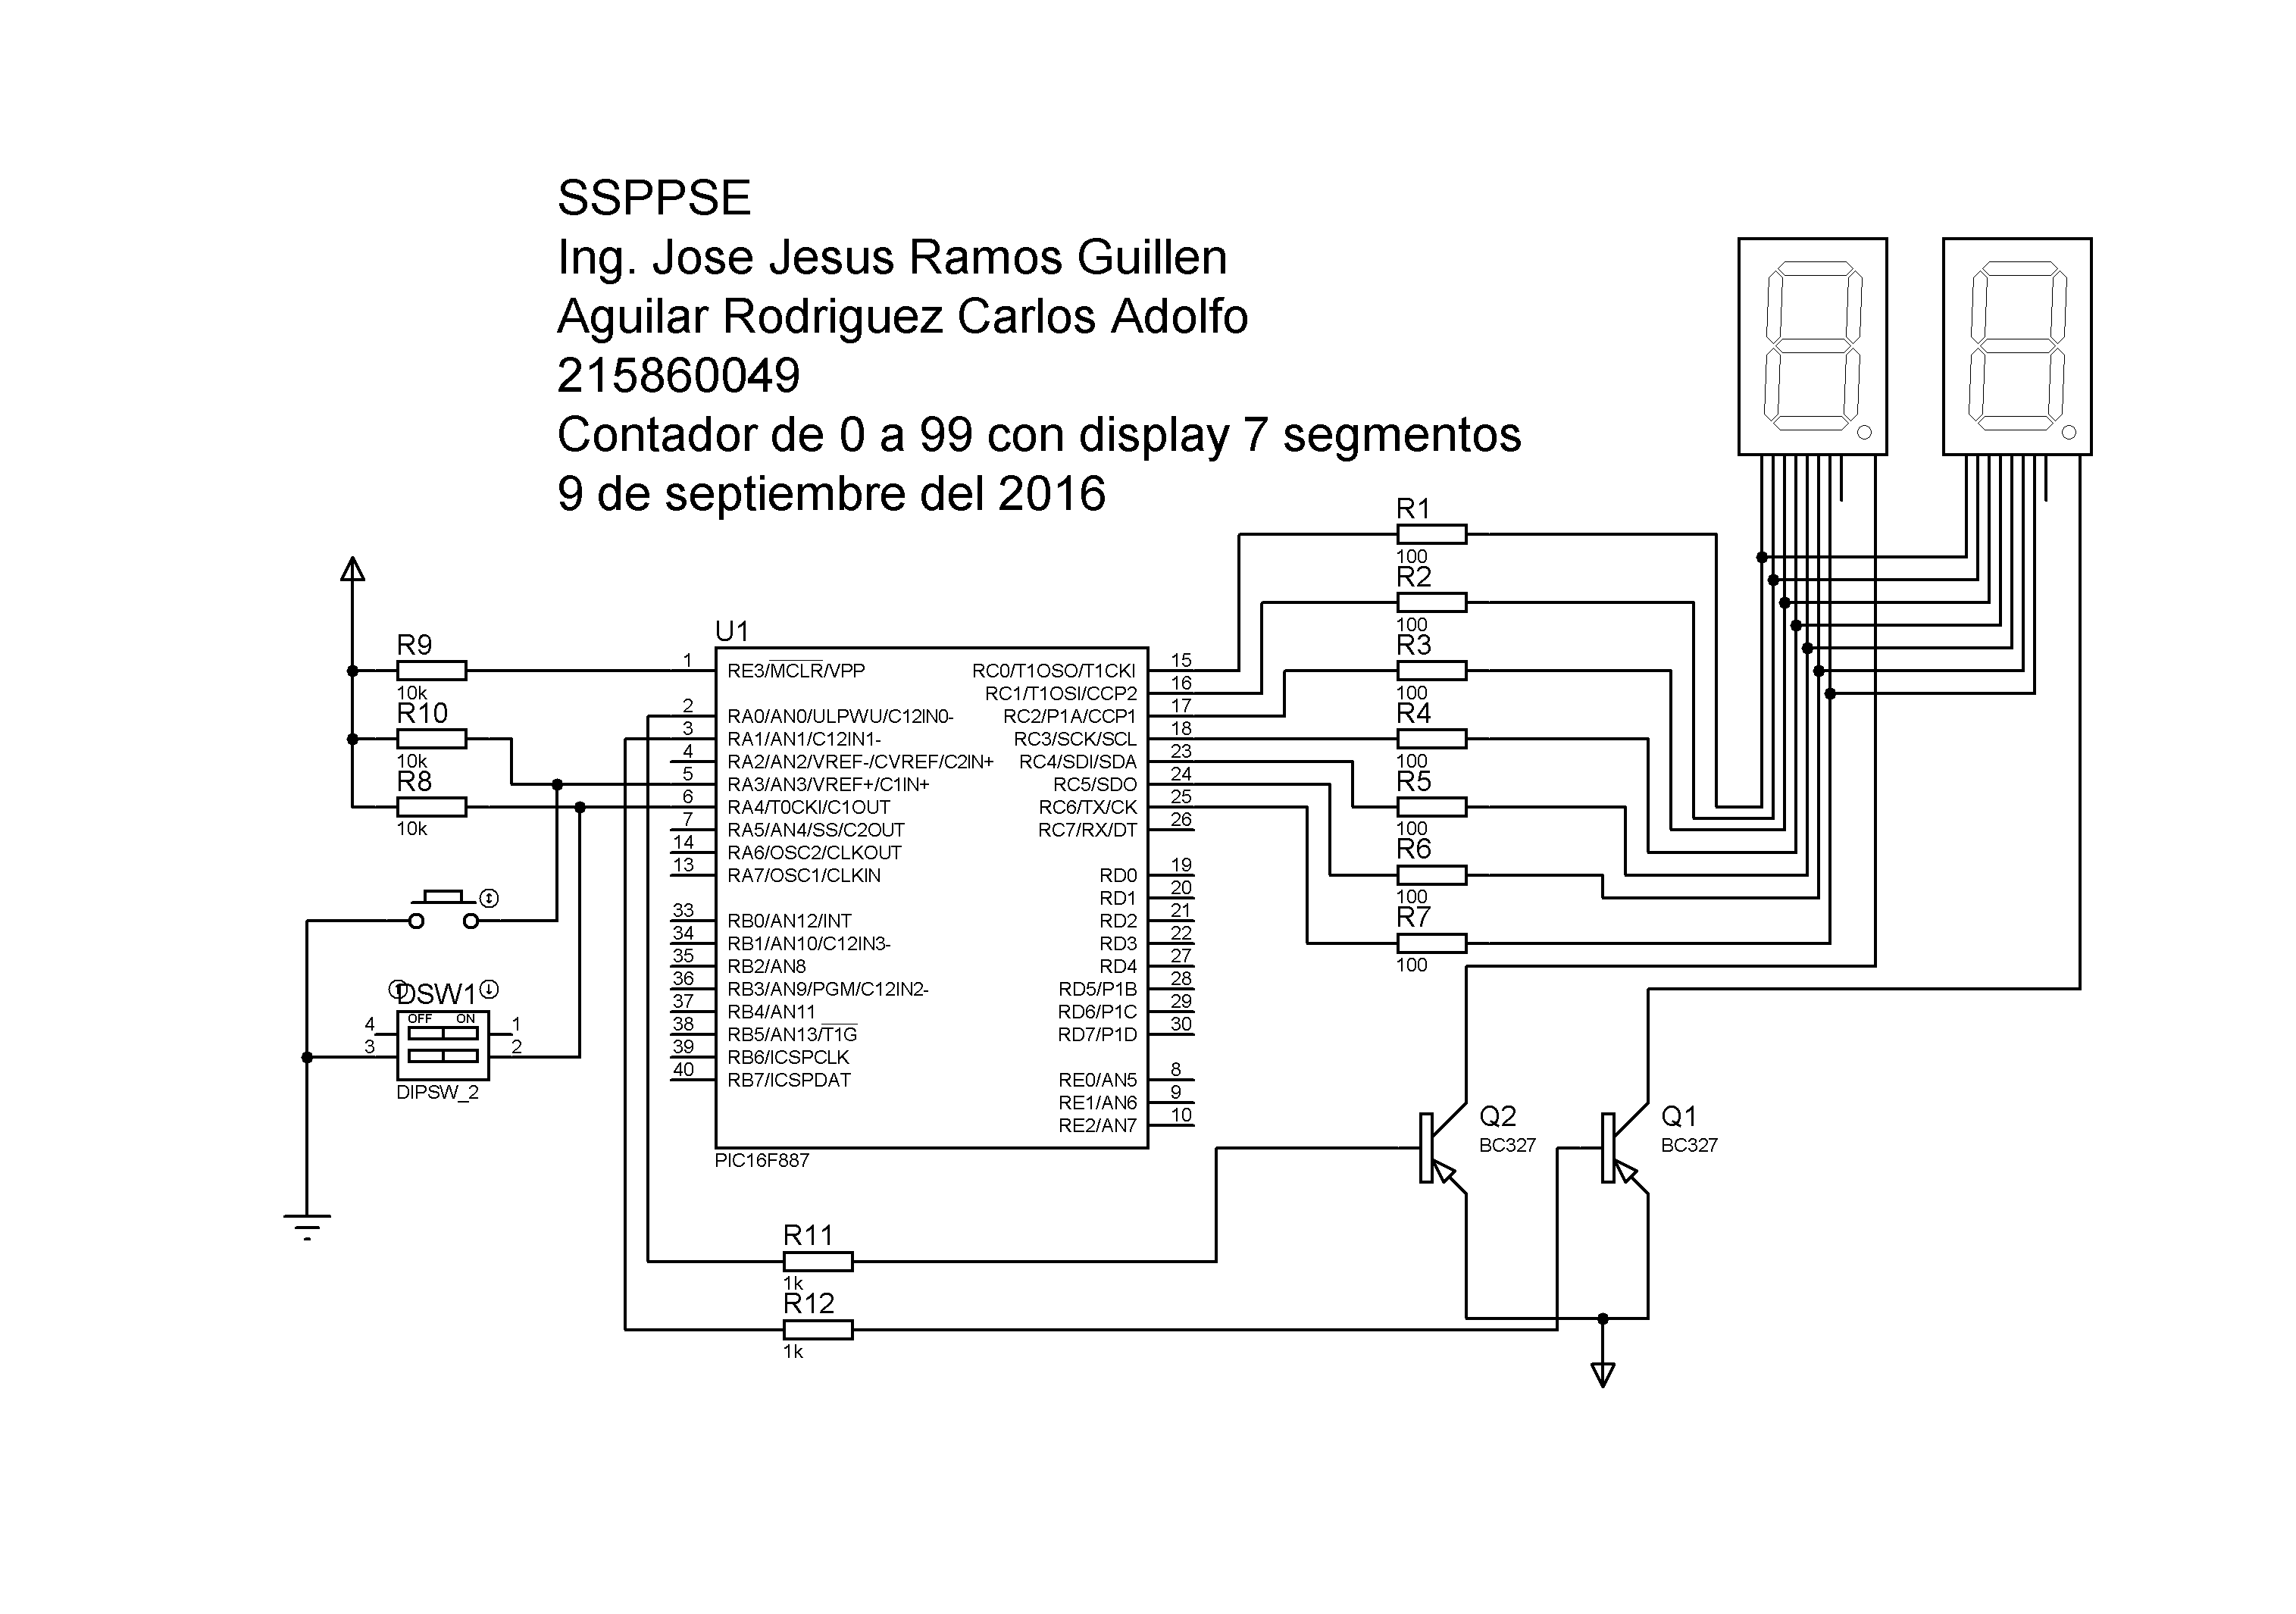 SSPPSE
Ing. Jose Jesus Ramos Guillen
Aguilar Rodriguez Carlos Adolfo
215860049
Contador de 0 a 99 con display 7 segmentos
9 de septiembre del 2016
R1
100
R2
100
R3
100
R4
100
R5
100
R6
100
R7
100
R9
10k
R10
10k
R8
10k
U1
1 RE3/MCLR/VPP
2 RA0/AN0/ULPWU/C12IN0-
3 RA1/AN1/C12IN1-
4 RA2/AN2/VREF-/CVREF/C2IN+
5 RA3/AN3/VREF+/C1IN+
6 RA4/T0CKI/C1OUT
7 RA5/AN4/SS/C2OUT
14 RA6/OSC2/CLKOUT
13 RA7/OSC1/CLKIN
33 RB0/AN12/INT
34 RB1/AN10/C12IN3-
35 RB2/AN8
36 RB3/AN9/PGM/C12IN2-
37 RB4/AN11
38 RB5/AN13/T1G
39 RB6/ICSPCLK
40 RB7/ICSPDAT
RC0/T1OSO/T1CKI 15
RC1/T1OSI/CCP2 16
RC2/P1A/CCP1 17
RC3/SCK/SCL 18
RC4/SDI/SDA 23
RC5/SDO 24
RC6/TX/CK 25
RC7/RX/DT 26
RD0 19
RD1 20
RD2 21
RD3 22
RD4 27
RD5/P1B 28
RD6/P1C 29
RD7/P1D 30
RE0/AN5 8
RE1/AN6 9
RE2/AN7 10
PIC16F887
DSW1
OFF ON
4 1
3 2
DIPSW_2
Q2
BC327
Q1
BC327
R11
1k
R12
1k